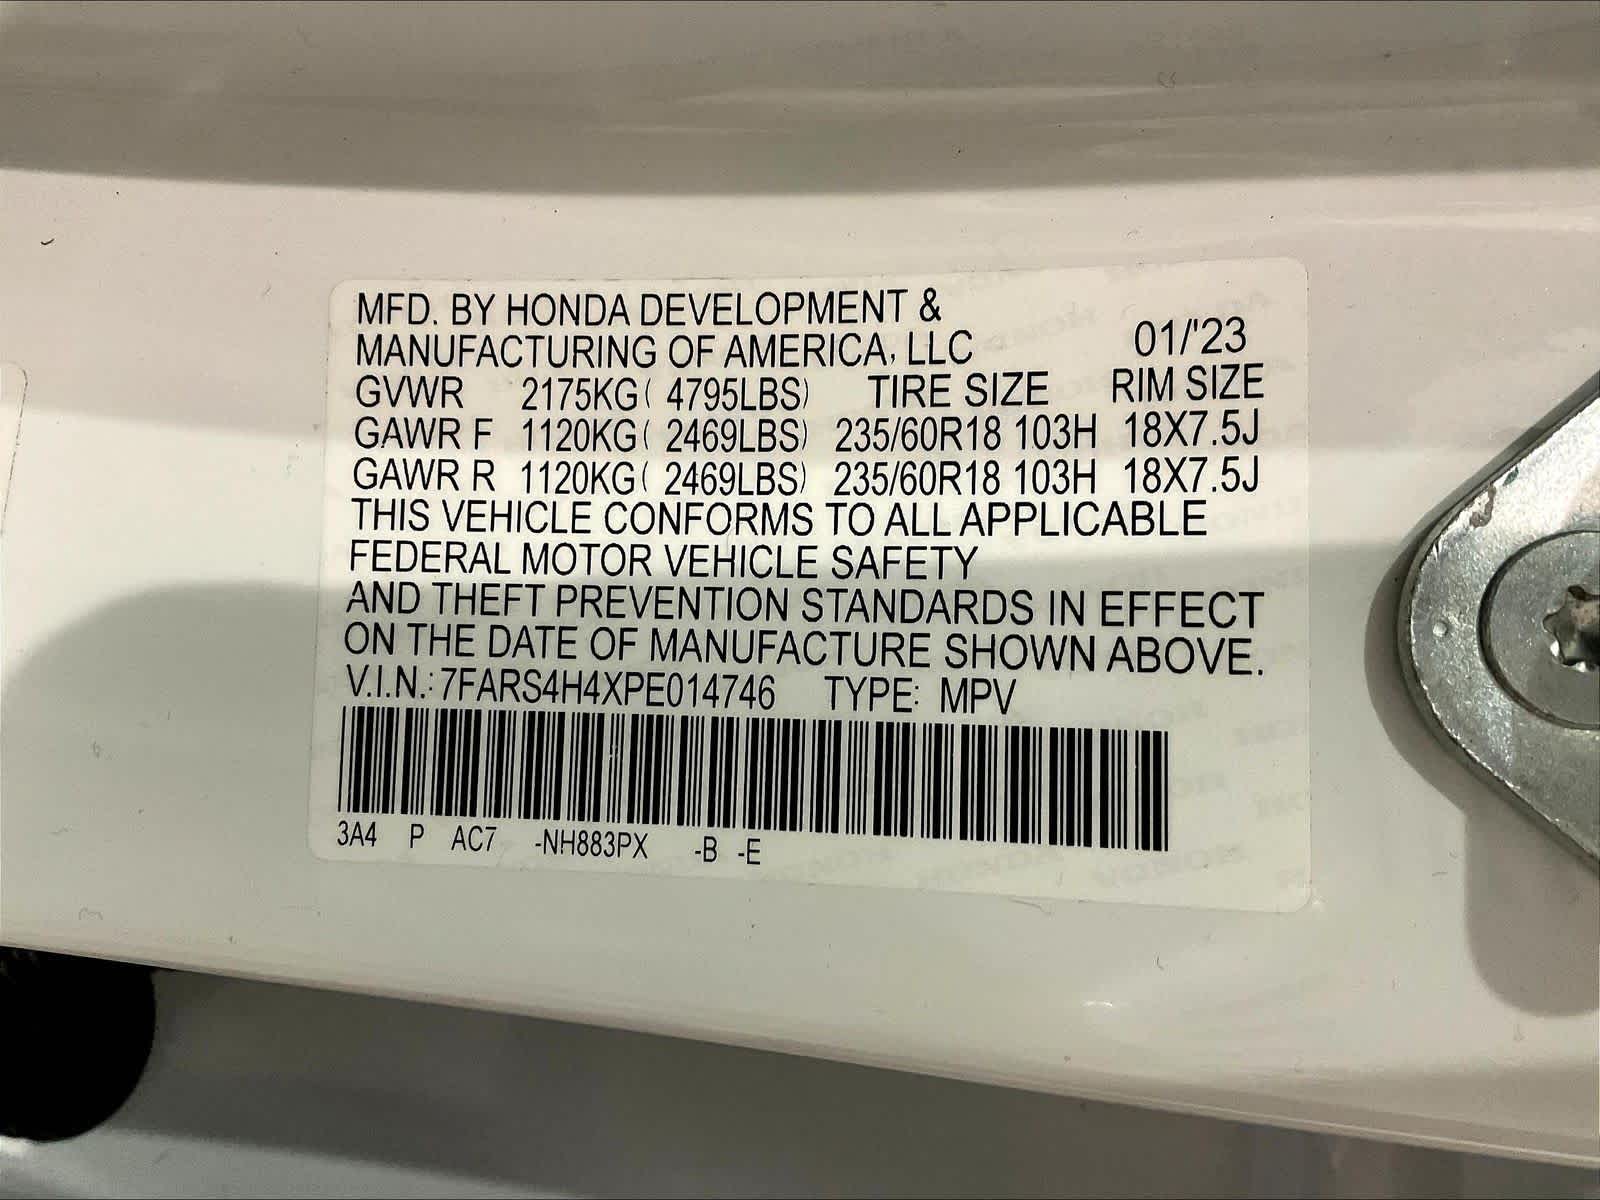 MFD. BY HONDA DEVELOPMENT &
MANUFACTURING OF AMERICA, LLC 01/'23
GVWR 2175KG( 4795LBS) TIRE SIZE RIM SIZE
GAWR F 1120KG( 2469LBS) 235/60R18 103H 18X7.5J
GAWR R 1120KG( 2469LBS) 235/60R18 103H 18X7.5J
THIS VEHICLE CONFORMS TO ALL APPLICABLE
FEDERAL MOTOR VEHICLE SAFETY
AND THEFT PREVENTION STANDARDS IN EFFECT
ON THE DATE OF MANUFACTURE SHOWN ABOVE.
V.I.N.: 7FARS4H4XPE014746 TYPE: MPV
3A4 P AC7 -NH883PX -B -E